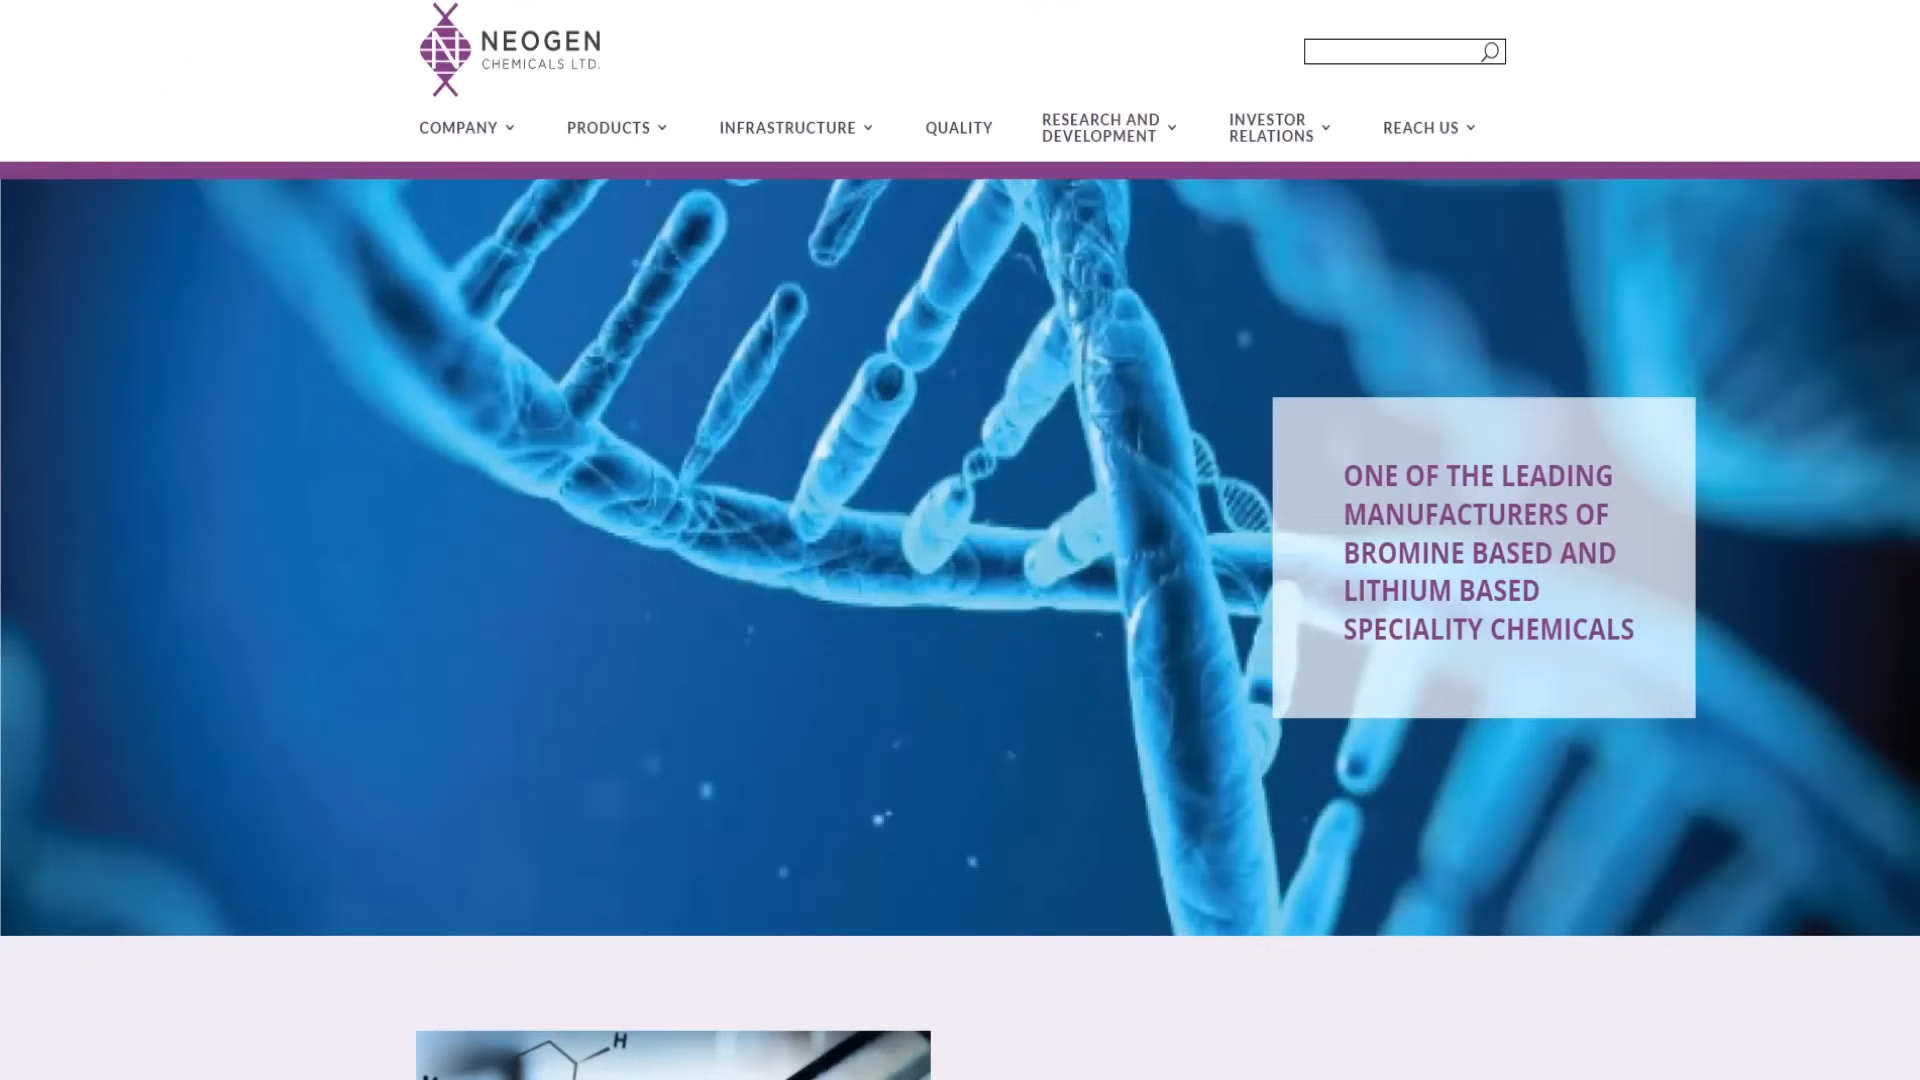 NEOGEN
CHEMICALS LTD.
COMPANY
PRODUCTS
INFRASTRUCTURE
QUALITY
RESEARCH AND
DEVELOPMENT
INVESTOR
RELATIONS
REACH US
ONE OF THE LEADING
MANUFACTURERS OF
BROMINE BASED AND
LITHIUM BASED
SPECIALITY CHEMICALS
H